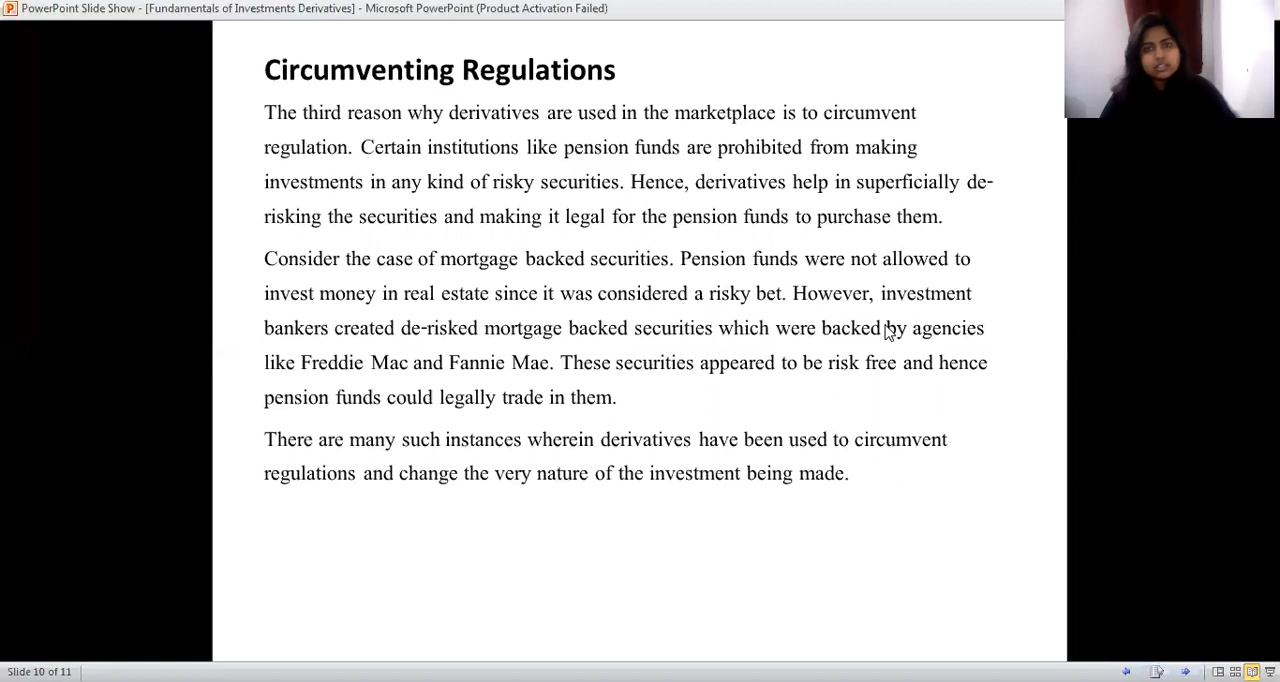 PowerPoint Slide Show - [Fundamentals of Investments Derivatives] - Microsoft PowerPoint (Product Activation Failed)
Circumventing Regulations
The third reason why derivatives are used in the marketplace is to circumvent
regulation. Certain institutions like pension funds are prohibited from making
investments in any kind of risky securities. Hence, derivatives help in superficially de-
risking the securities and making it legal for the pension funds to purchase them.
Consider the case of mortgage backed securities. Pension funds were not allowed to
invest money in real estate since it was considered a risky bet. However, investment
bankers created de-risked mortgage backed securities which were backed by agencies
like Freddie Mac and Fannie Mae. These securities appeared to be risk free and hence
pension funds could legally trade in them.
There are many such instances wherein derivatives have been used to circumvent
regulations and change the very nature of the investment being made.
Slide 10 of 11